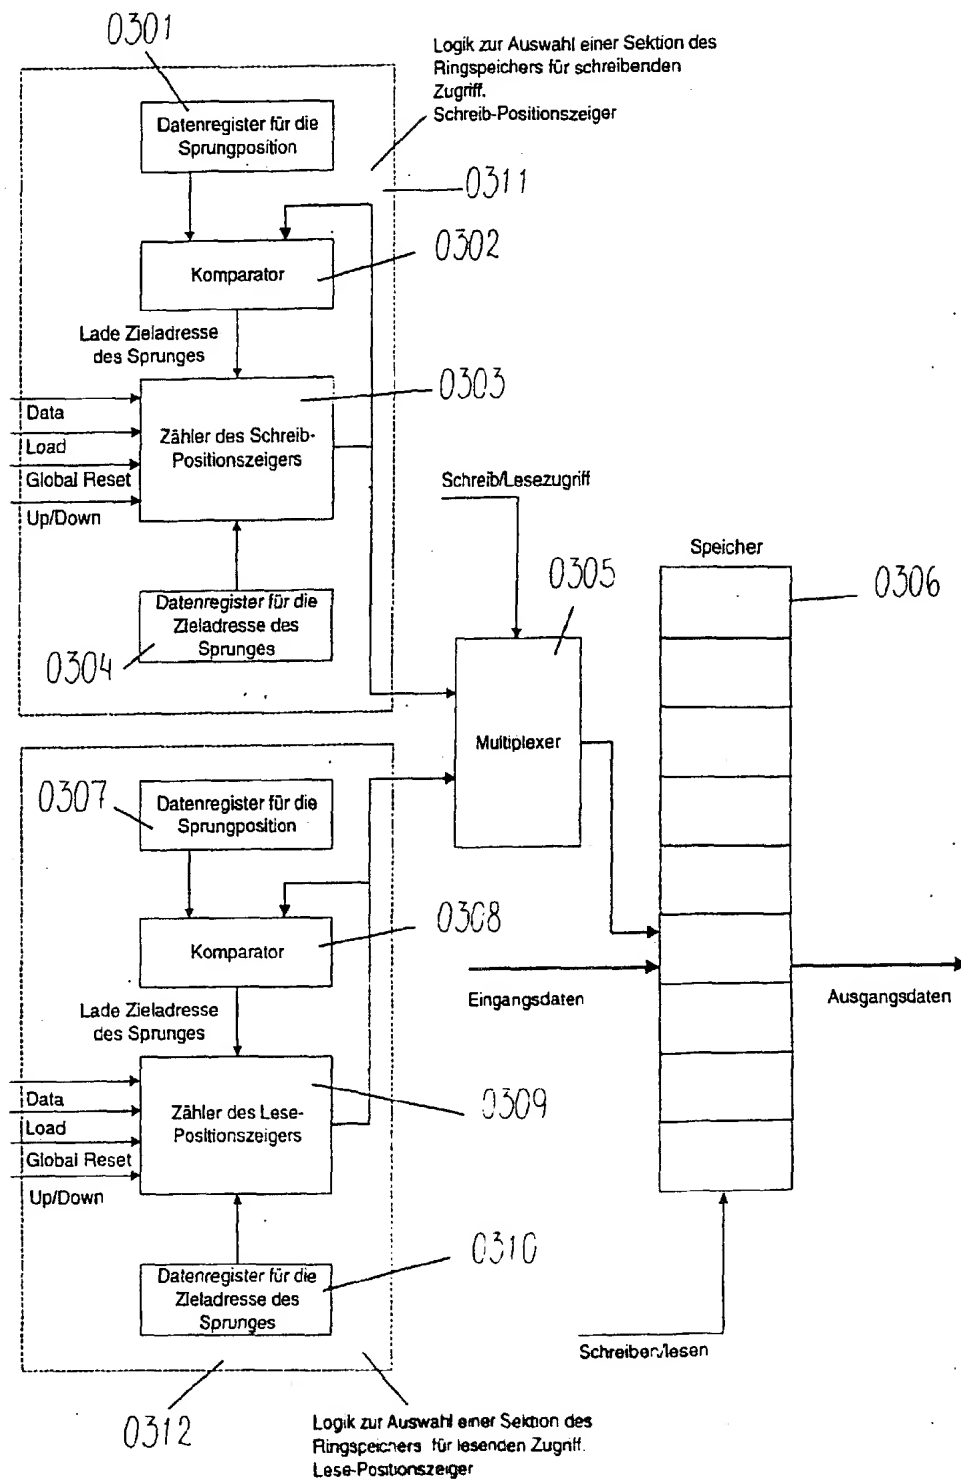 0301
Logik zur Auswahl einer Sektion des
Ringspeichers für schreibenden
Zugriff.
Schreib-Positionszeiger
Datenregister für die
Sprungposition
0311
0302
Komparator
Lade Zieladresse
des Sprunges
0303
Data
Load
Global Reset
Up/Down
Zähler des Schreib-
Positionszeigers
Schreib/Lesezugriff
Speicher
0305
0306
Datenregister für die
Zieladresse des
Sprunges
0304
Multiplexer
0307
Datenregister für die
Sprungposition
0308
Komparator
Eingangsdaten
Ausgangsdaten
Lade Zieladresse
des Sprunges
0309
Data
Load
Global Reset
Up/Down
Zähler des Lese-
Positionszeigers
0310
Datenregister für die
Zieladresse des
Sprunges
Schreiben/lesen
0312
Logik zur Auswahl einer Sektion des
Ringspeichers für lesenden Zugriff.
Lese-Positionszeiger